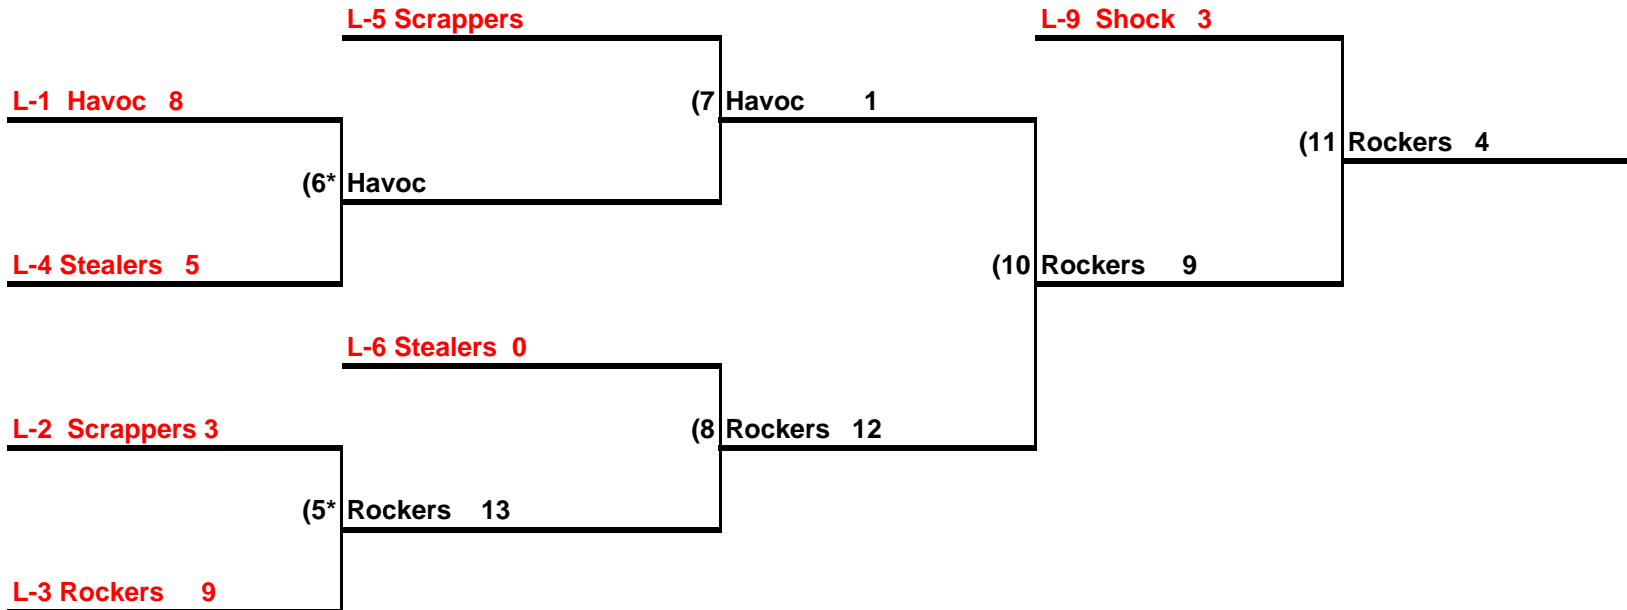 L-5 Scrappers
L-9 Shock 3
L-1 Havoc 8
(7 Havoc 1
(11 Rockers 4
(6* Havoc
L-4 Stealers 5
(10 Rockers 9
L-6 Stealers 0
L-2 Scrappers 3
(8 Rockers 12
(5* Rockers 13
L-3 Rockers 9